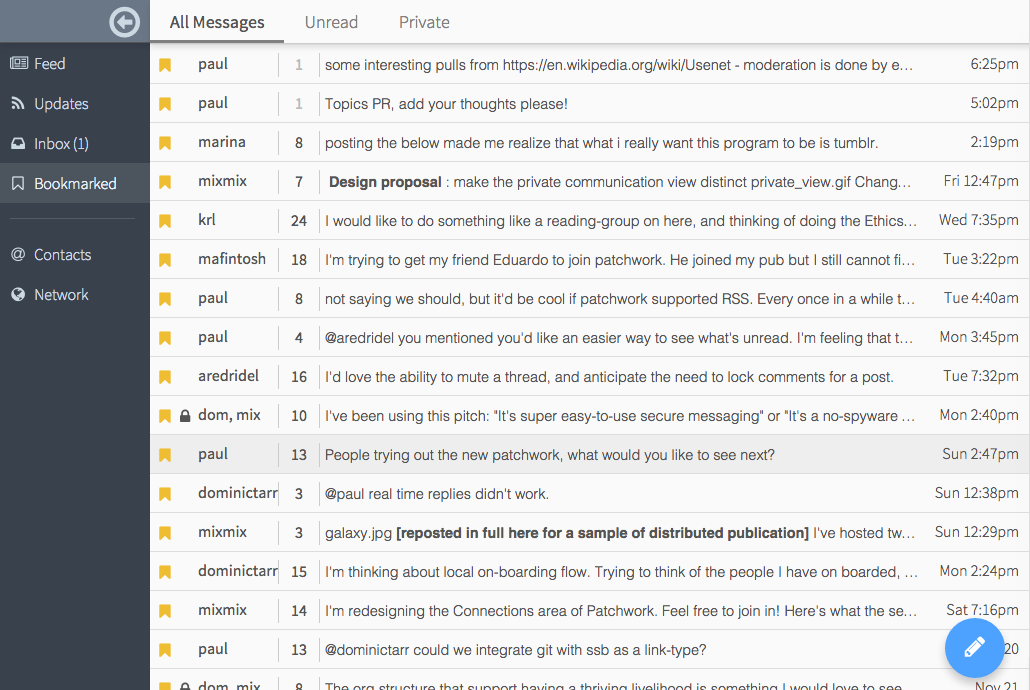 All Messages Unread Private
Feed
Updates
Inbox (1)
Bookmarked
@ Contacts
Network
paul 1 some interesting pulls from https://en.wikipedia.org/wiki/Usenet - moderation is done by e… 6:25pm
paul 1 Topics PR, add your thoughts please! 5:02pm
marina 8 posting the below made me realize that what i really want this program to be is tumblr. 2:19pm
mixmix 7 Design proposal : make the private communication view distinct private_view.gif Chang… Fri 12:47pm
krl 24 I would like to do something like a reading-group on here, and thinking of doing the Ethics… Wed 7:35pm
mafintosh 18 I'm trying to get my friend Eduardo to join patchwork. He joined my pub but I still cannot fi… Tue 3:22pm
paul 8 not saying we should, but it'd be cool if patchwork supported RSS. Every once in a while t… Tue 4:40am
paul 4 @aredridel you mentioned you'd like an easier way to see what's unread. I'm feeling that t… Mon 3:45pm
aredridel 16 I'd love the ability to mute a thread, and anticipate the need to lock comments for a post. Tue 7:32pm
dom, mix 10 I've been using this pitch: "It's super easy-to-use secure messaging" or "It's a no-spyware … Mon 2:40pm
paul 13 People trying out the new patchwork, what would you like to see next? Sun 2:47pm
dominictarr 3 @paul real time replies didn't work. Sun 12:38pm
mixmix 3 galaxy.jpg [reposted in full here for a sample of distributed publication] I've hosted tw… Sun 12:29pm
dominictarr 15 I'm thinking about local on-boarding flow. Trying to think of the people I have on boarded, … Mon 2:24pm
mixmix 14 I'm redesigning the Connections area of Patchwork. Feel free to join in! Here's what the se… Sat 7:16pm
paul 13 @dominictarr could we integrate git with ssb as a link-type? 20
dom, mix 8 The org structure that support having a thriving livelihood is something I would love to see Nov 21